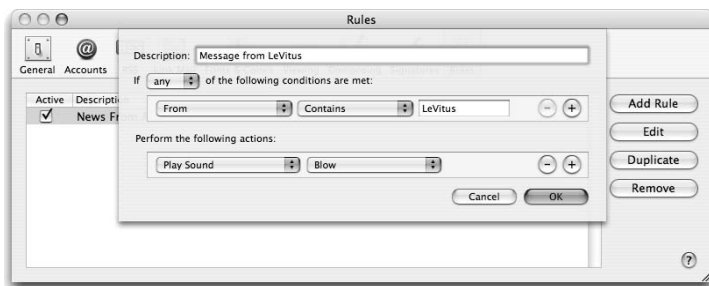 Rules
General Accounts
Description: Message from LeVitus
If any of the following conditions are met:
Active Descripti
From Contains LeVitus
News Fr
Perform the following actions:
Play Sound Blow
Cancel OK
Add Rule
Edit
Duplicate
Remove
?